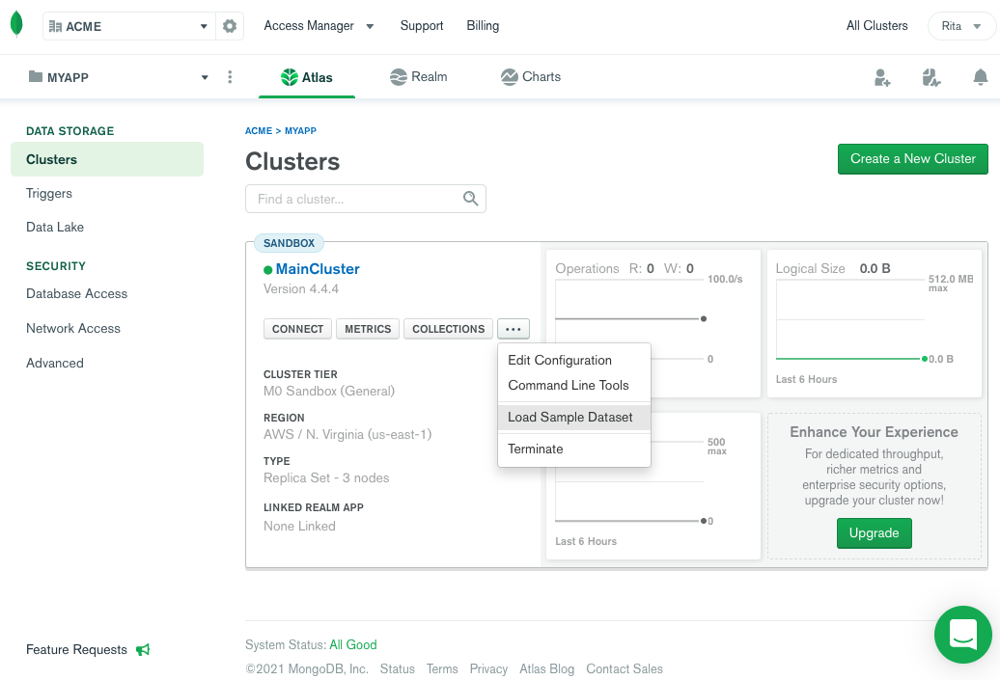 ACME
Access Manager
Support
Billing
All Clusters
Rita
MYAPP
Atlas
Realm
Charts
DATA STORAGE
Clusters
Triggers
Data Lake
SECURITY
Database Access
Network Access
Advanced
Feature Requests
ACME > MYAPP
Clusters
Create a New Cluster
Find a cluster...
SANDBOX
MainCluster
Version 4.4.4
CONNECT
METRICS
COLLECTIONS
...
Edit Configuration
Command Line Tools
Load Sample Dataset
Terminate
CLUSTER TIER
M0 Sandbox (General)
REGION
AWS / N. Virginia (us-east-1)
TYPE
Replica Set - 3 nodes
LINKED REALM APP
None Linked
Operations R: 0 W: 0
100.0/s
0
Logical Size 0.0 B
512.0 MB
max
0.0 B
Last 6 Hours
500
max
0
Last 6 Hours
Enhance Your Experience
For dedicated throughput,
richer metrics and
enterprise security options,
upgrade your cluster now!
Upgrade
System Status: All Good
©2021 MongoDB, Inc. Status Terms Privacy Atlas Blog Contact Sales